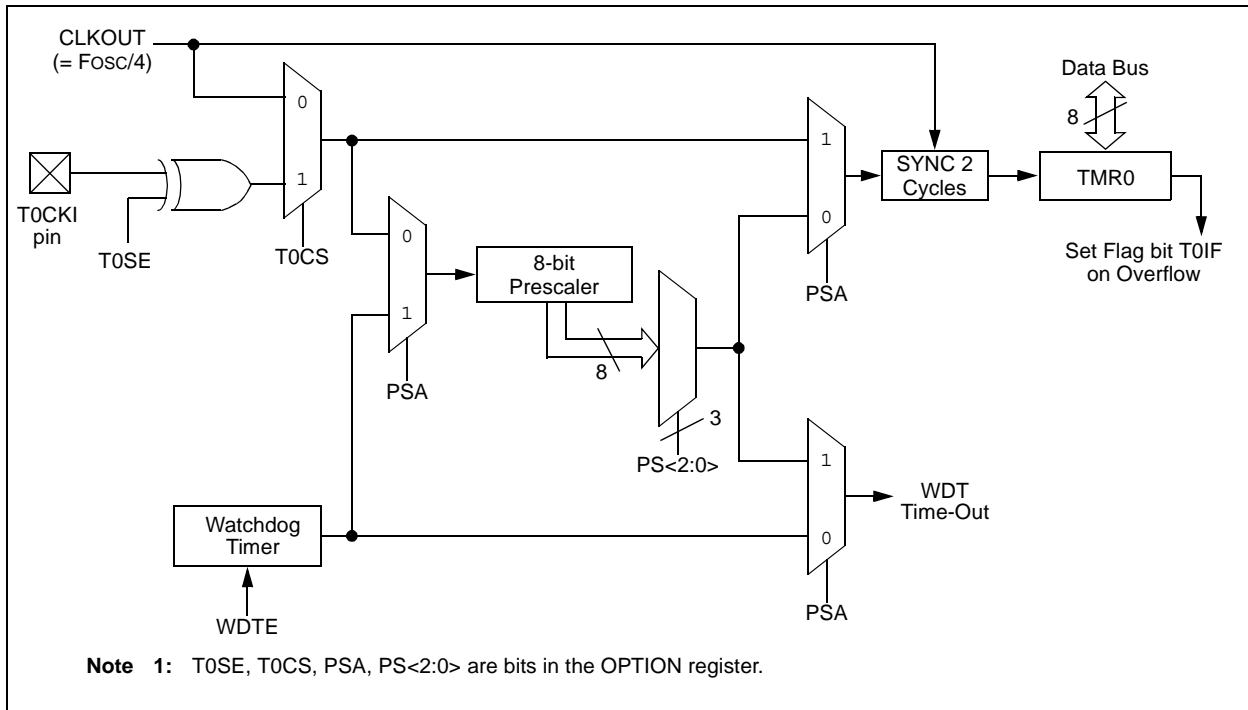 CLKOUT
(= FOSC/4)
Data Bus
8
0
1
1
0
SYNC 2
Cycles
TMR0
T0CKI
pin
T0SE
T0CS
0
1
8-bit
Prescaler
PSA
Set Flag bit T0IF
on Overflow
8
3
PSA
PS<2:0>
1
0
WDT
Time-Out
Watchdog
Timer
WDTE
PSA
Note 1: T0SE, T0CS, PSA, PS<2:0> are bits in the OPTION register.